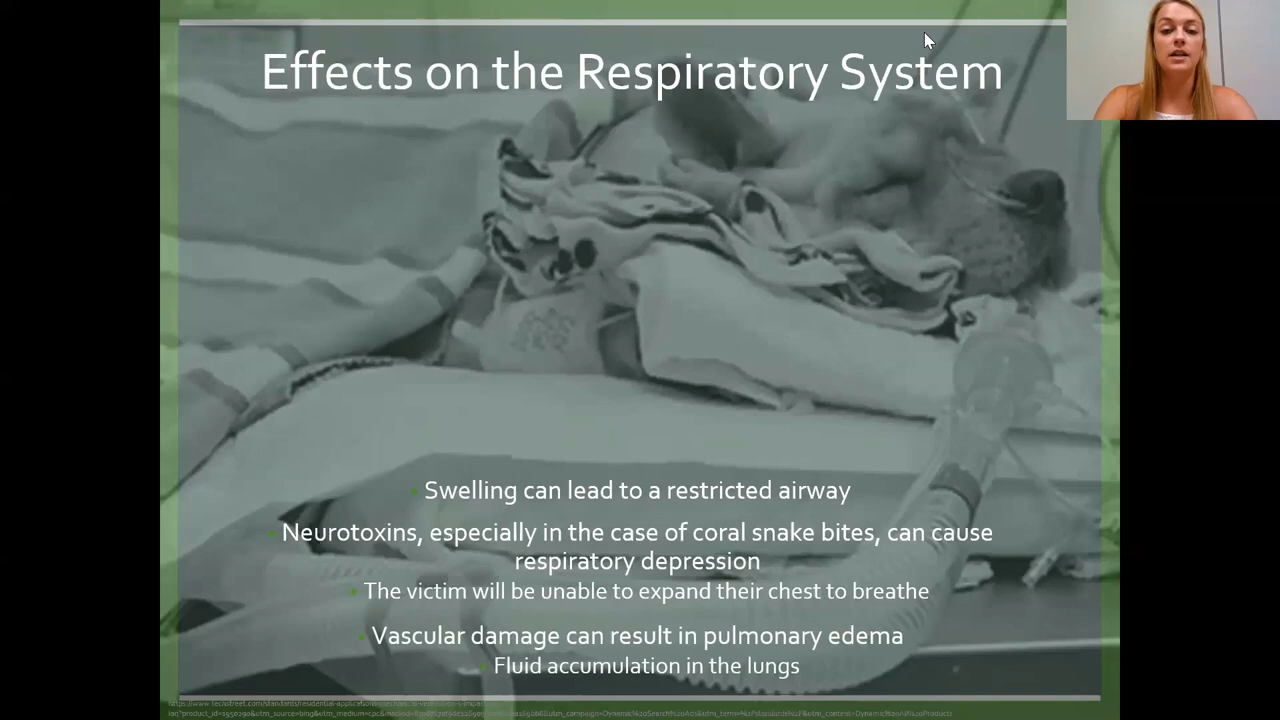 Effects on the Respiratory System
Swelling can lead to a restricted airway
Neurotoxins, especially in the case of coral snake bites, can cause
respiratory depression
The victim will be unable to expand their chest to breathe
Vascular damage can result in pulmonary edema
Fluid accumulation in the lungs